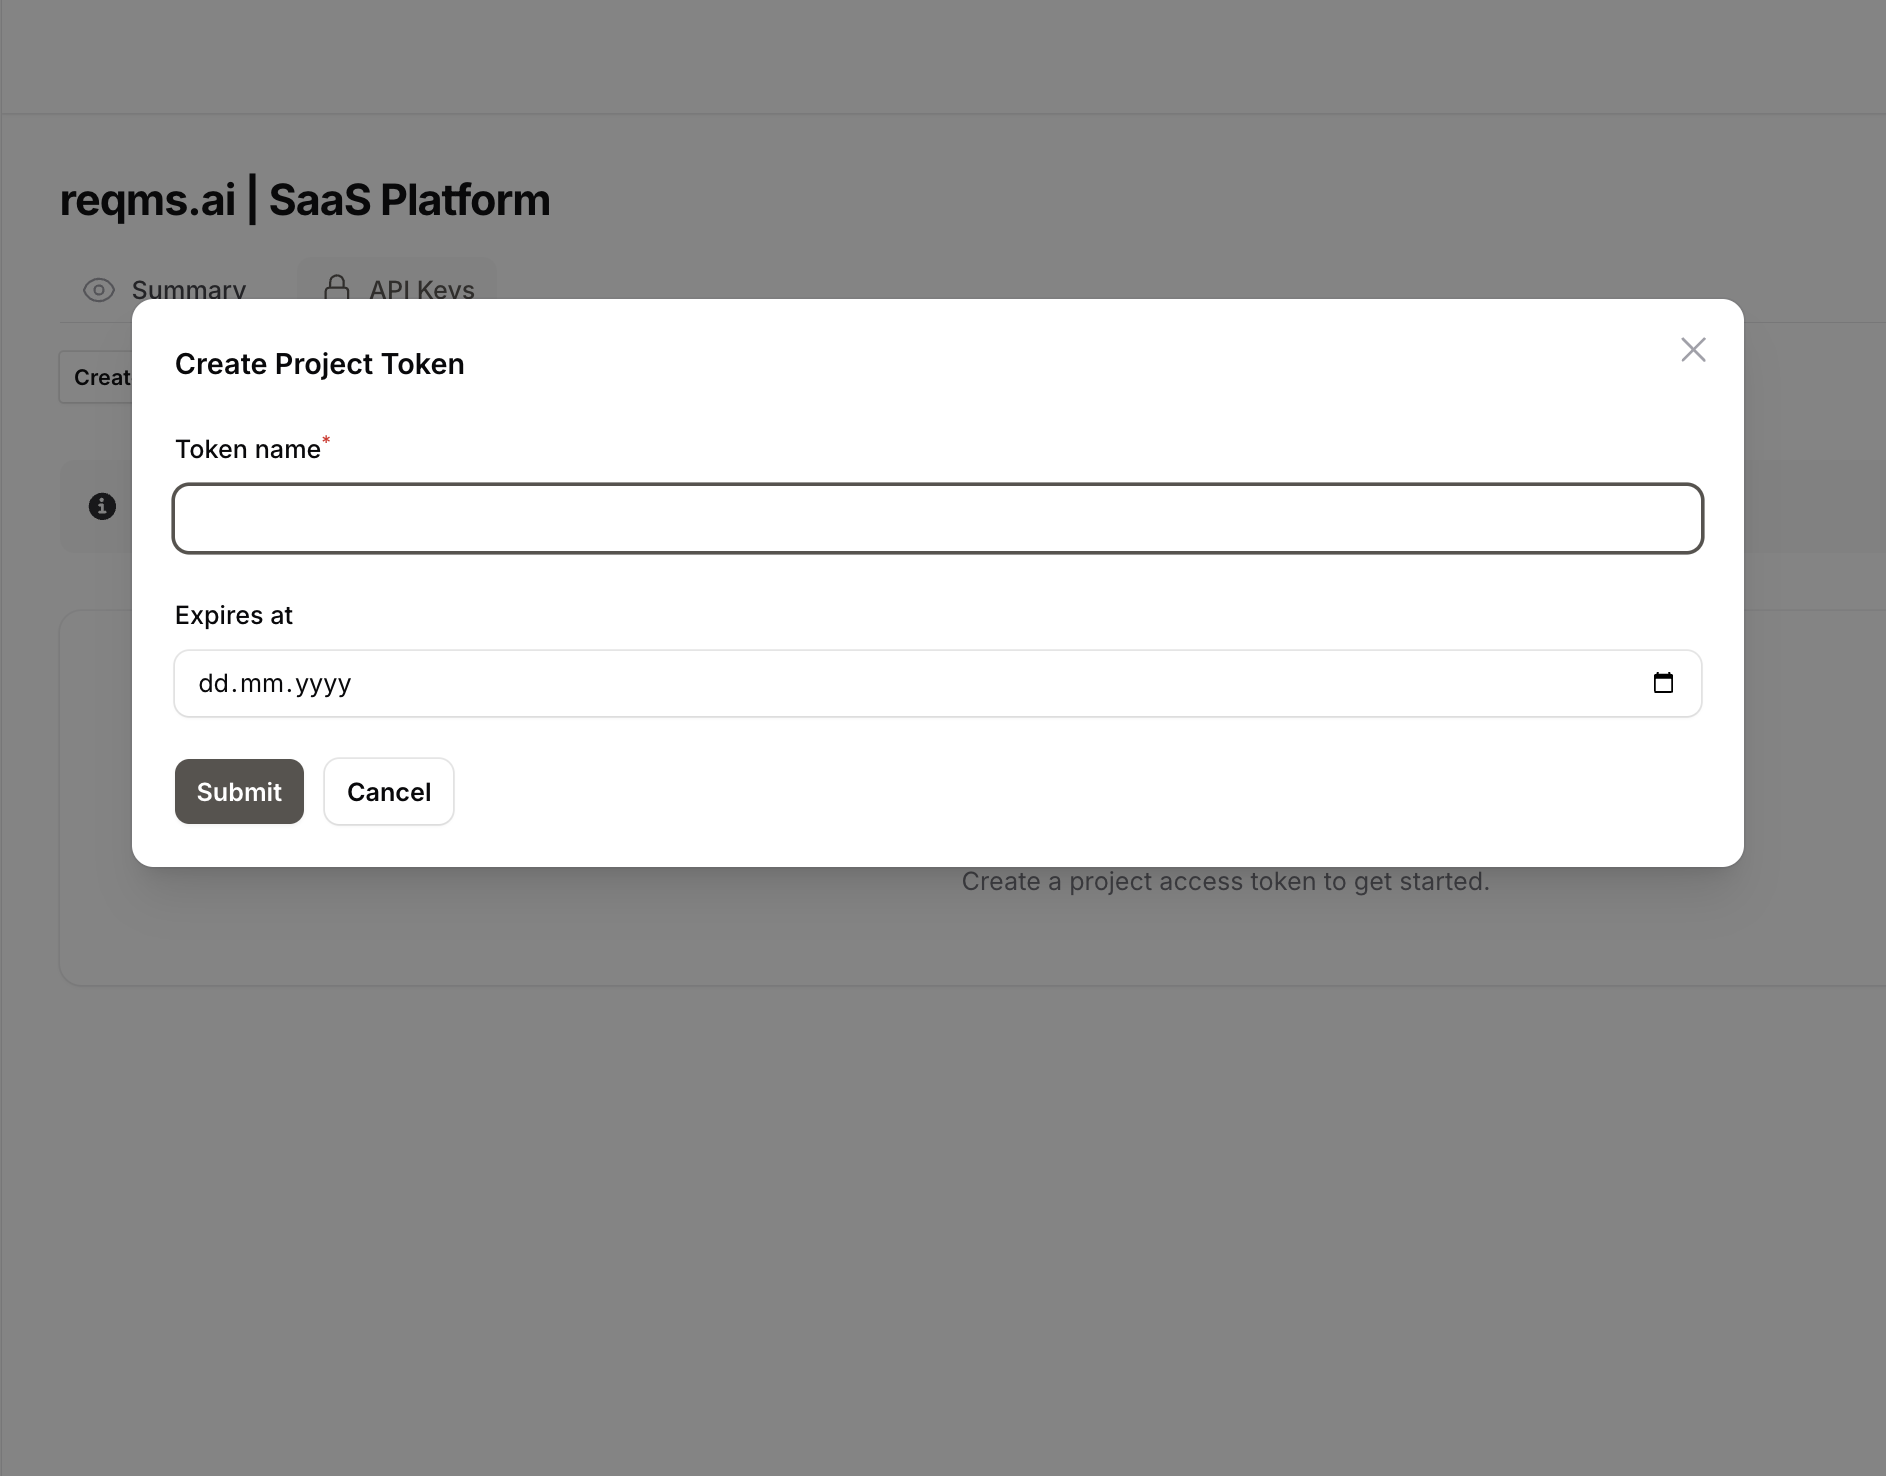 reqms.ai | SaaS Platform
Summary
API Keys
Create Project Token
Creat
Token name*
Expires at
dd.mm.yyyy
Submit
Cancel
Create a project access token to get started.